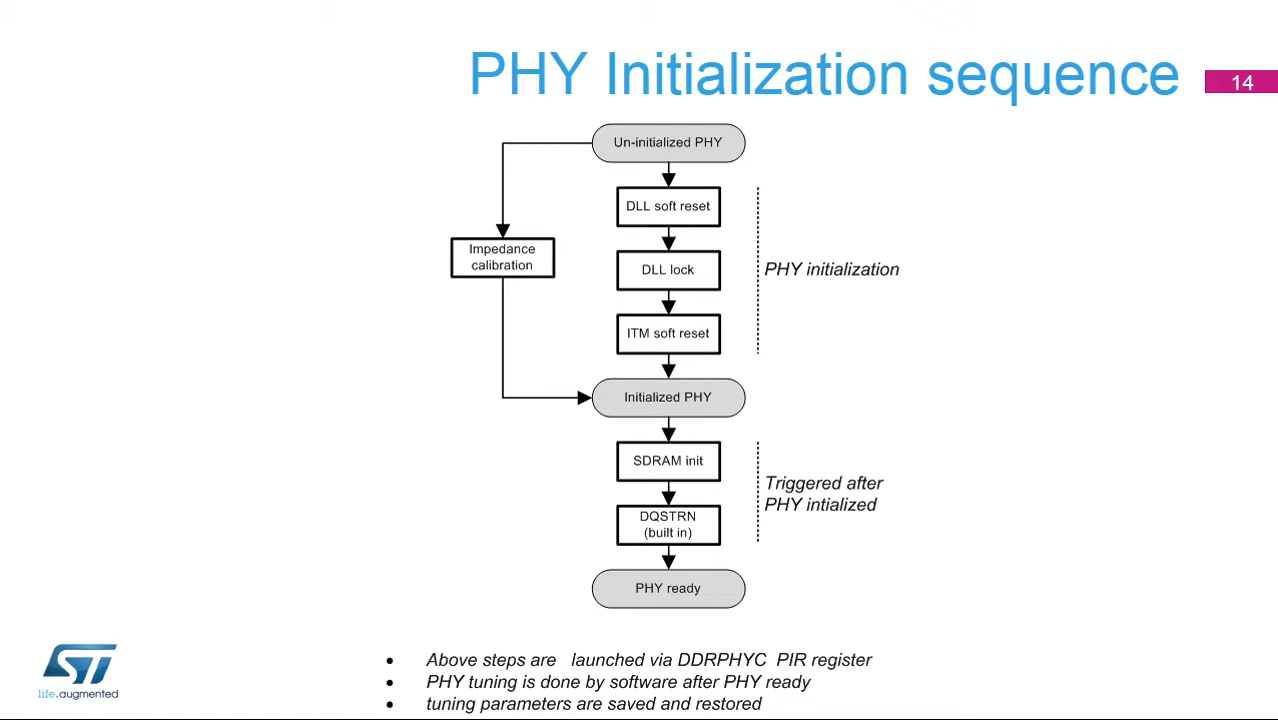 PHY Initialization sequence
14
Un-initialized PHY
DLL soft reset
Impedance
calibration
DLL lock
PHY initialization
ITM soft reset
Initialized PHY
SDRAM init
Triggered after
PHY intialized
DQSTRN
(built in)
PHY ready
ST
life.augmented
• Above steps are launched via DDRPHYC PIR register
• PHY tuning is done by software after PHY ready
• tuning parameters are saved and restored